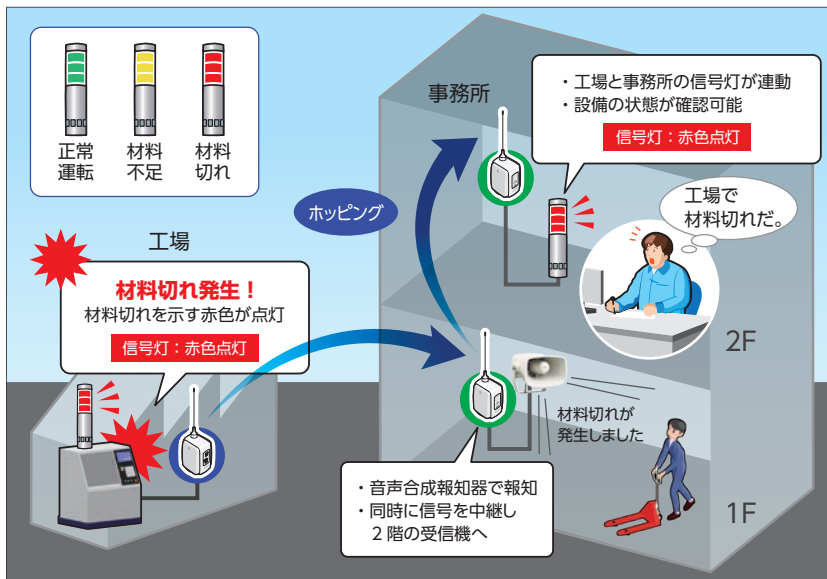 正常
運転
材料
不足
材料
切れ
事務所
・工場と事務所の信号灯が連動
・設備の状態が確認可能
信号灯：赤色点灯
ホッピング
工場で
材料切れだ。
工場
材料切れ発生！
材料切れを示す赤色が点灯
信号灯：赤色点灯
2F
材料切れが
発生しました
・音声合成報知器で報知
・同時に信号を中継し
２階の受信機へ
1F